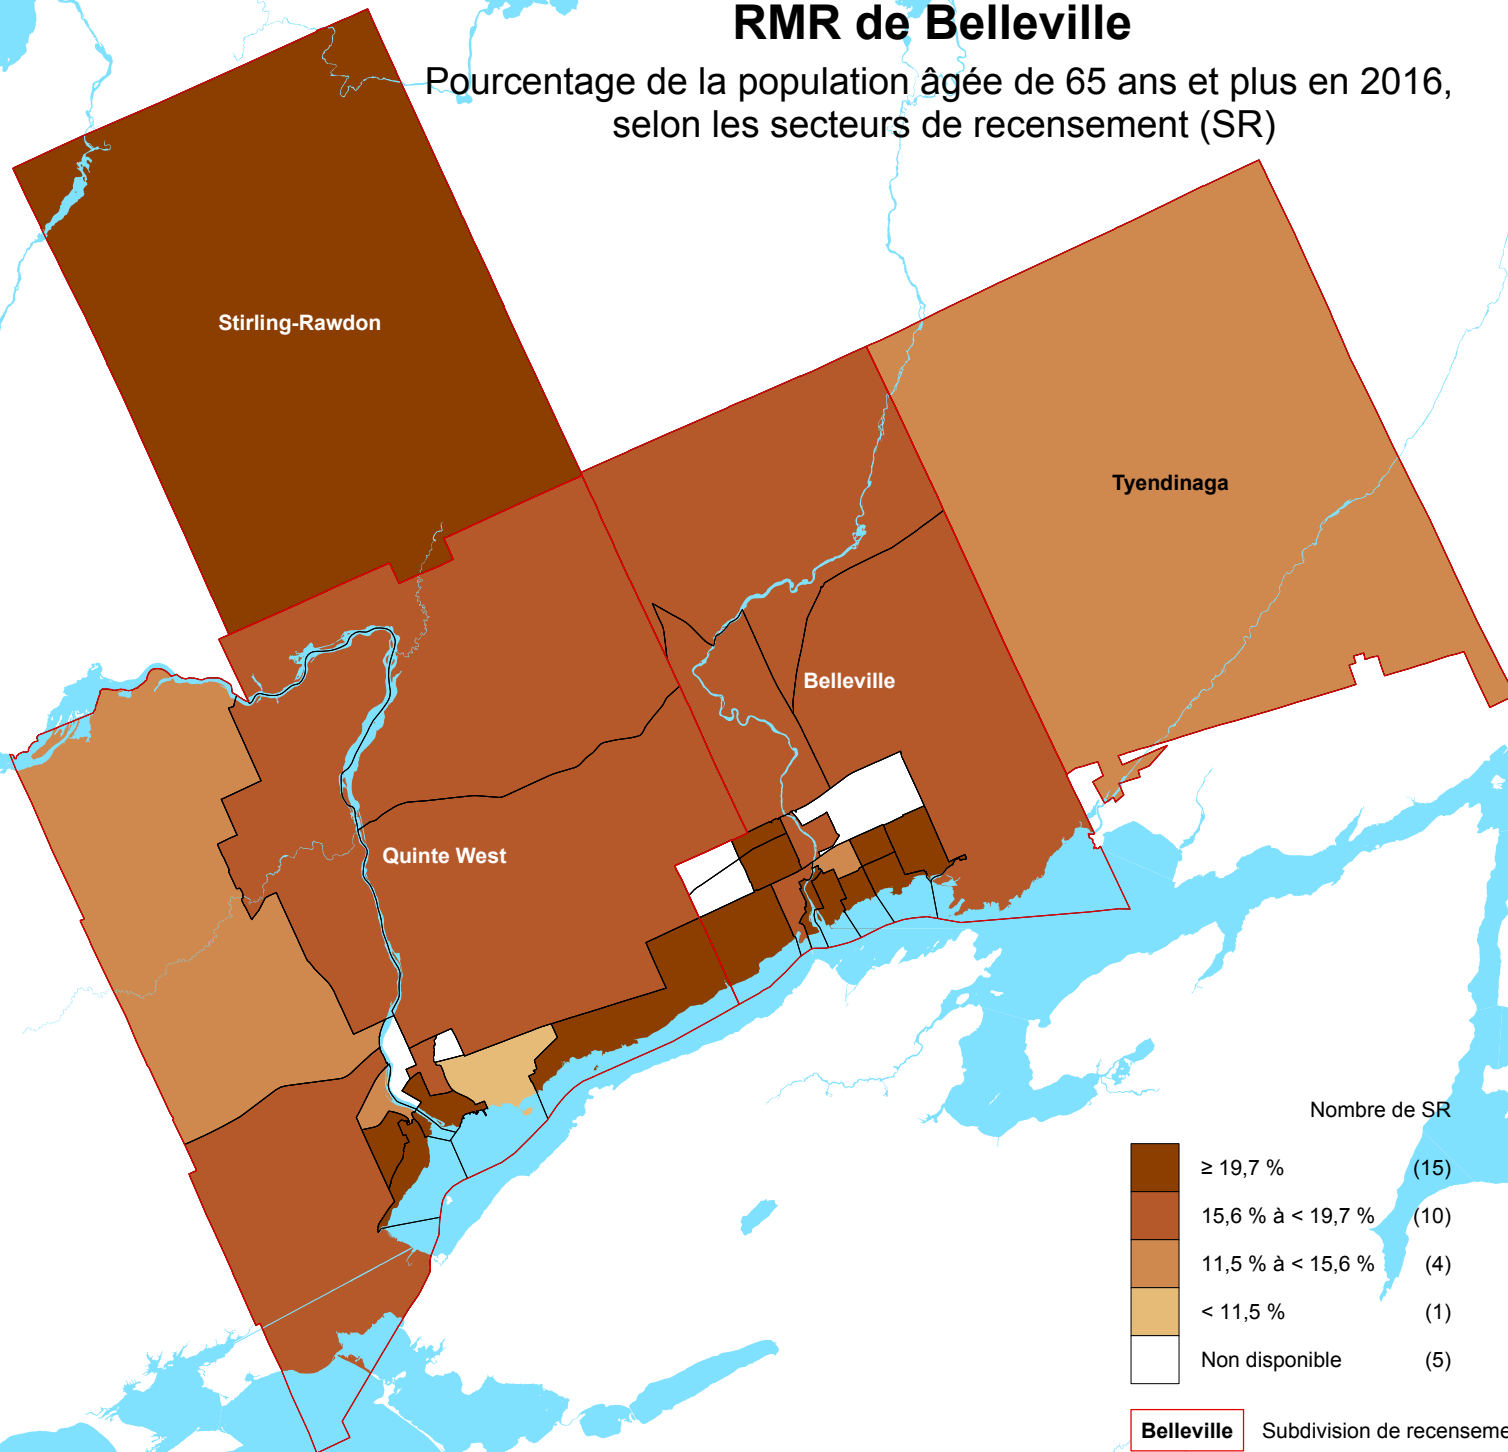 RMR de Belleville
Pourcentage de la population âgée de 65 ans et plus en 2016,
selon les secteurs de recensement (SR)
Stirling-Rawdon
Tyendinaga
Belleville
Quinte West
Nombre de SR
≥ 19,7 % (15)
15,6 % à < 19,7 % (10)
11,5 % à < 15,6 % (4)
< 11,5 % (1)
Non disponible (5)
Belleville Subdivision de recenseme